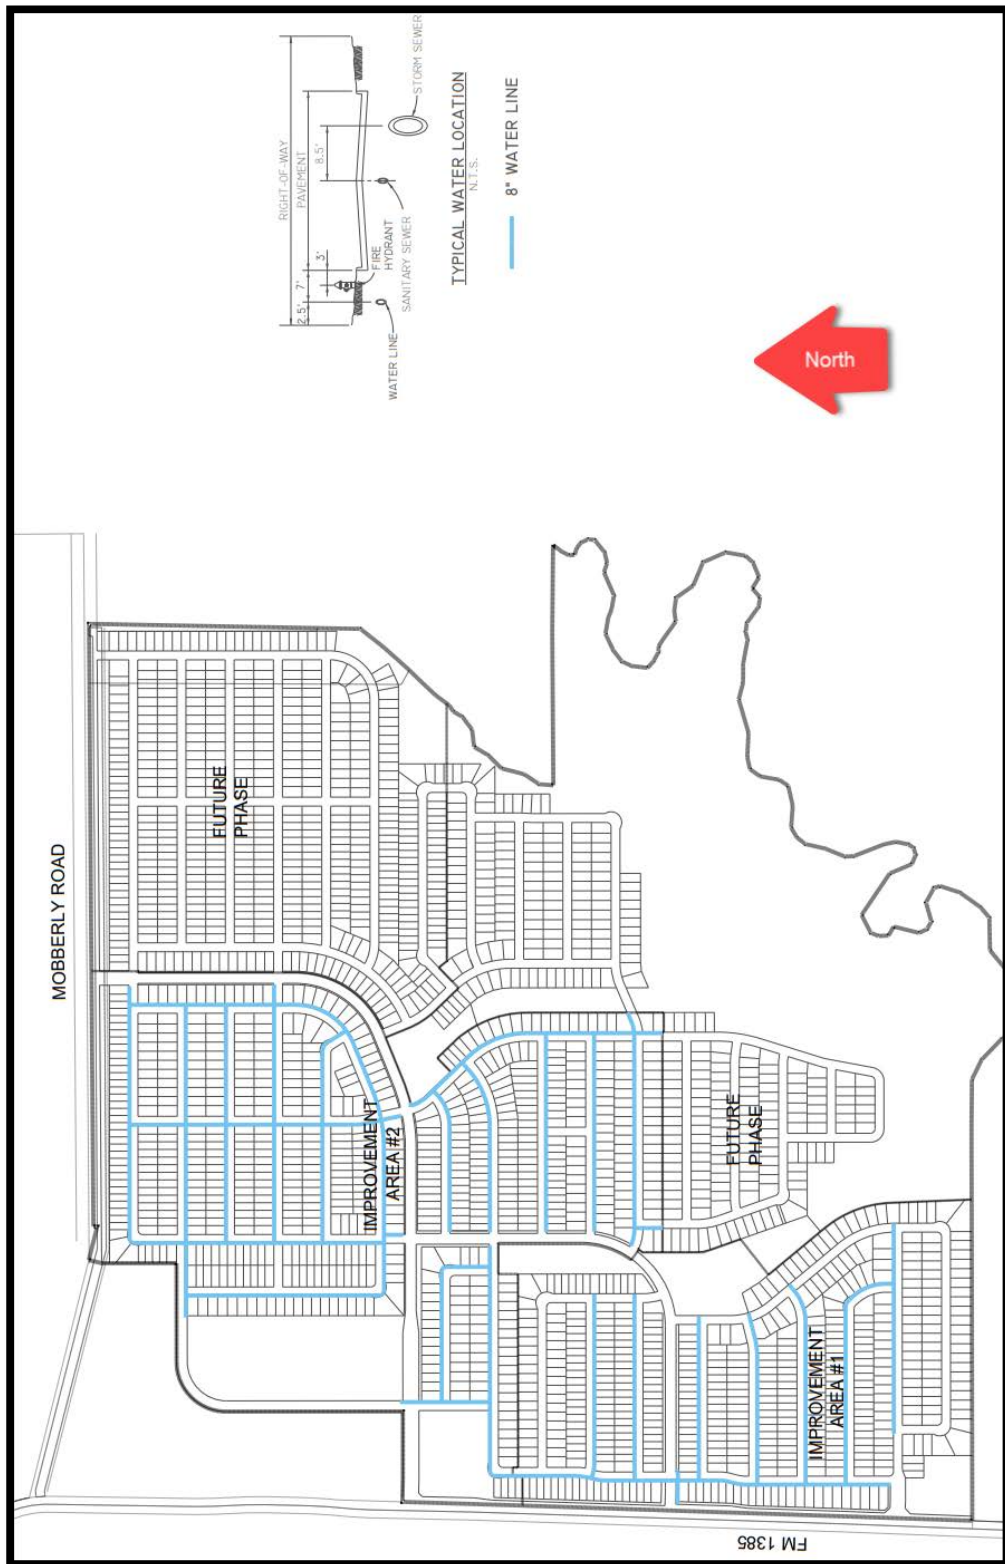 RIGHT-OF-WAY
PAVEMENT
8.5'
3'
7'
2.5'
STORM SEWER
FIRE
HYDRANT
SANITARY SEWER
WATER LINE
TYPICAL WATER LOCATION
N.T.S.
8" WATER LINE
North
MOBBERLY ROAD
FUTURE
PHASE
IMPROVEMENT
AREA #2
FUTURE
PHASE
IMPROVEMENT
AREA #1
FM 1385